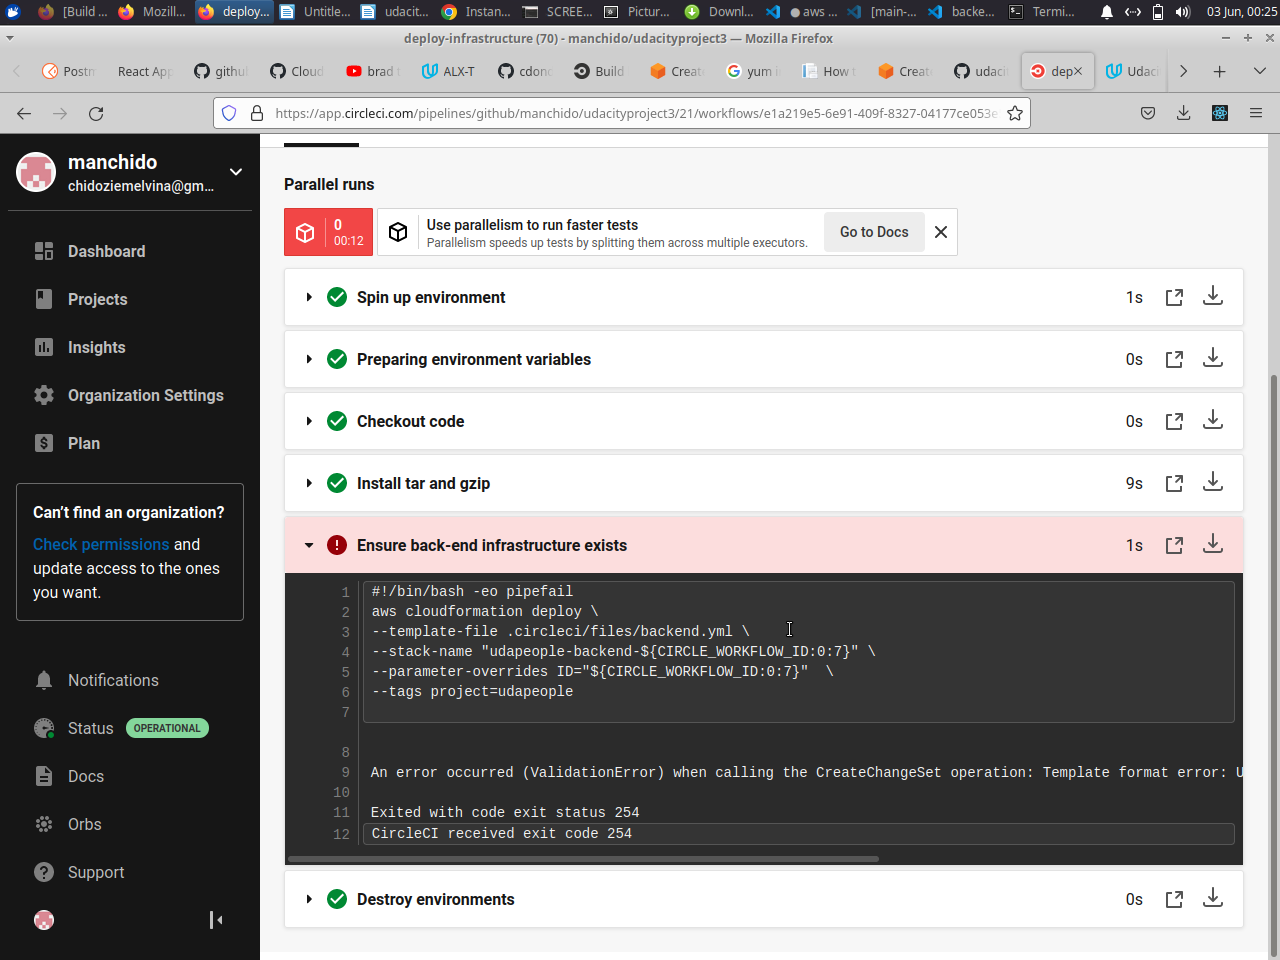 [Build ...
Mozill...
deploy...
Untitle...
udacit...
Instan...
SCREE...
Pictur...
Downl...
aws ...
[main-...
backe...
Termi...
03 Jun, 00:25
deploy-infrastructure (70) - manchido/udacityproject3 — Mozilla Firefox
Postm
React App
githu
Cloud
brad t
ALX-T
cdond
Build
Creat
yum i
How t
Creat
udaci
dep
Udaci
https://app.circleci.com/pipelines/github/manchido/udacityproject3/21/workflows/e1a219e5-6e91-409f-8327-04177ce053e
manchido
chidoziemelvina@gm...
Dashboard
Projects
Insights
Organization Settings
Plan
Can't find an organization?
Check permissions and
update access to the ones
you want.
Notifications
Status OPERATIONAL
Docs
Orbs
Support
Parallel runs
0
00:12
Use parallelism to run faster tests
Parallelism speeds up tests by splitting them across multiple executors.
Go to Docs
Spin up environment 1s
Preparing environment variables 0s
Checkout code 0s
Install tar and gzip 9s
Ensure back-end infrastructure exists 1s
1 #!/bin/bash -eo pipefail
2 aws cloudformation deploy \
3 --template-file .circleci/files/backend.yml \
4 --stack-name "udapeople-backend-${CIRCLE_WORKFLOW_ID:0:7}" \
5 --parameter-overrides ID="${CIRCLE_WORKFLOW_ID:0:7}"  \
6 --tags project=udapeople
7
8
9 An error occurred (ValidationError) when calling the CreateChangeSet operation: Template format error: U
10
11 Exited with code exit status 254
12 CircleCI received exit code 254
Destroy environments 0s